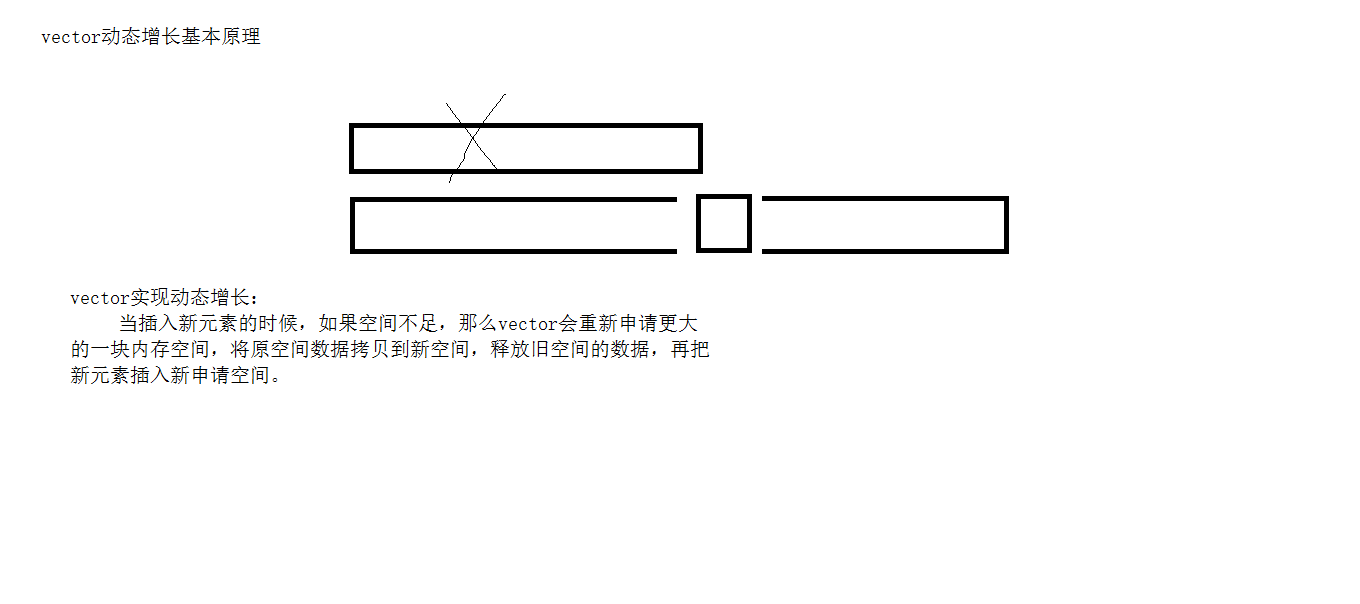 vector动态增长基本原理
vector实现动态增长：
当插入新元素的时候，如果空间不足，那么vector会重新申请更大
的一块内存空间，将原空间数据拷贝到新空间，释放旧空间的数据，再把
新元素插入新申请空间。